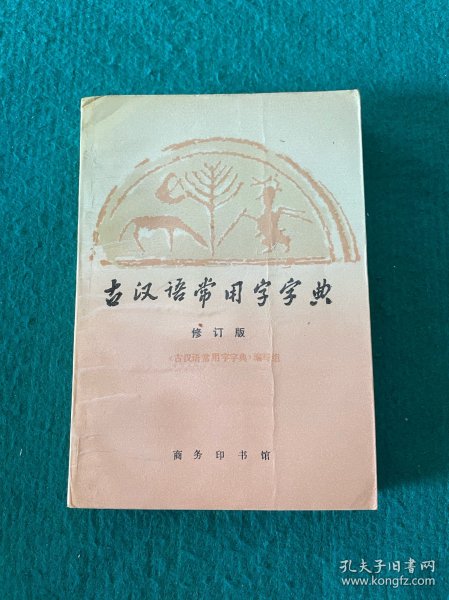 古汉语常用字字典
修订版
《古汉语常用字字典》编写组
商务印书馆
孔夫子旧书网
www.kongfz.com